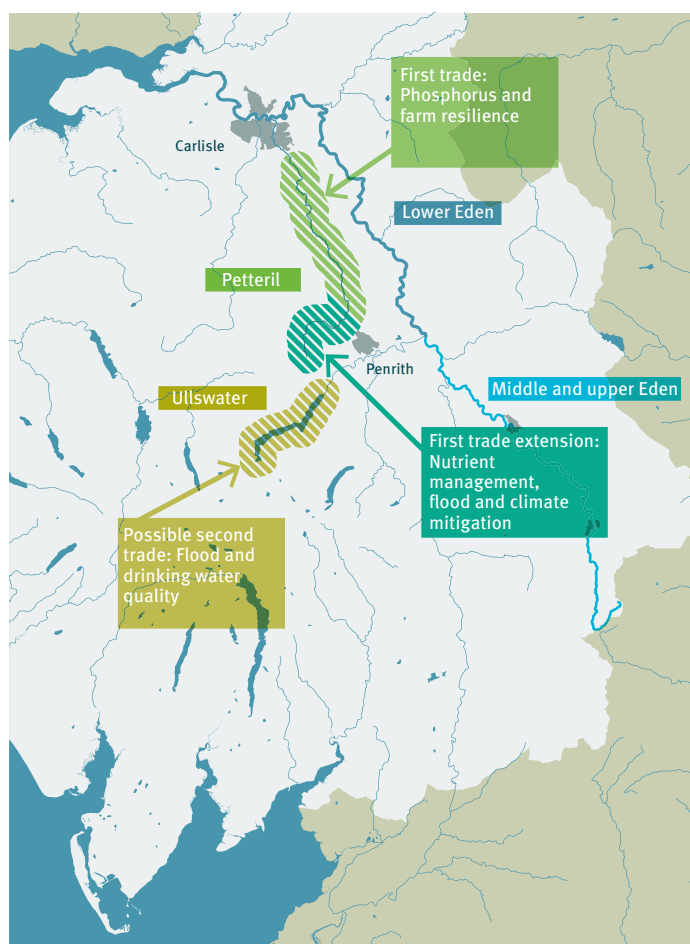 First trade:
Phosphorus and
farm resilience
Carlisle
Lower Eden
Petteril
Penrith
Ullswater
Middle and upper Eden
First trade extension:
Nutrient
management,
flood and climate
mitigation
Possible second
trade: Flood and
drinking water
quality